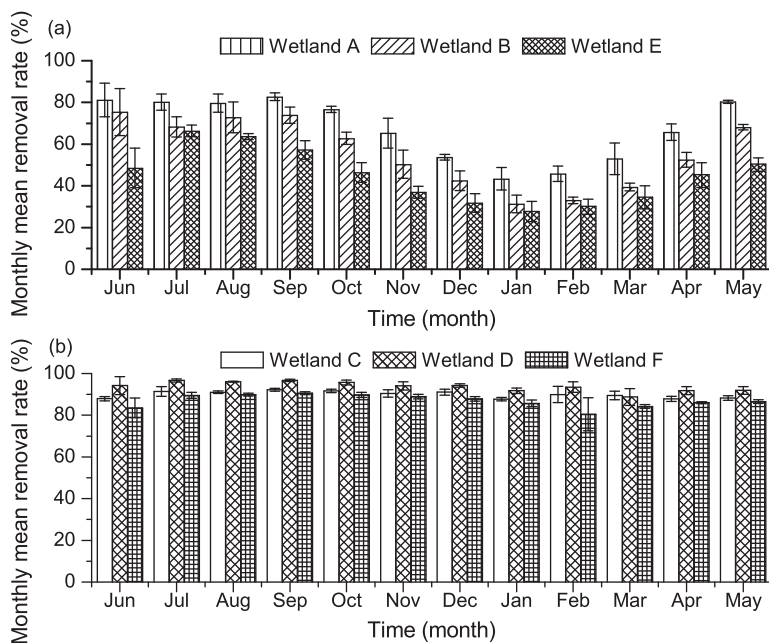 (a)
Wetland A Wetland B Wetland E
Monthly mean removal rate (%)
100
80
60
40
20
0
Jun Jul Aug Sep Oct Nov Dec Jan Feb Mar Apr May
Time (month)
(b)
Wetland C Wetland D Wetland F
Monthly mean removal rate (%)
100
80
60
40
20
0
Jun Jul Aug Sep Oct Nov Dec Jan Feb Mar Apr May
Time (month)